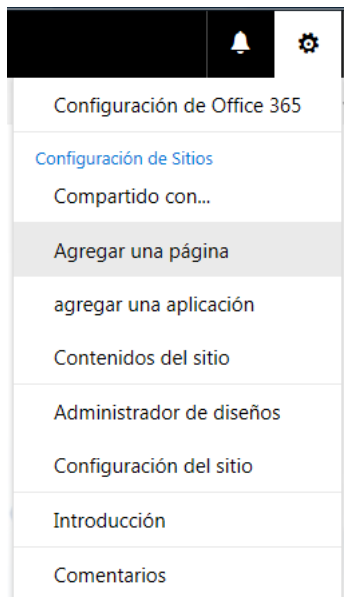 Configuración de Office 365
Configuración de Sitios
Compartido con...
Agregar una página
agregar una aplicación
Contenidos del sitio
Administrador de diseños
Configuración del sitio
Introducción
Comentarios